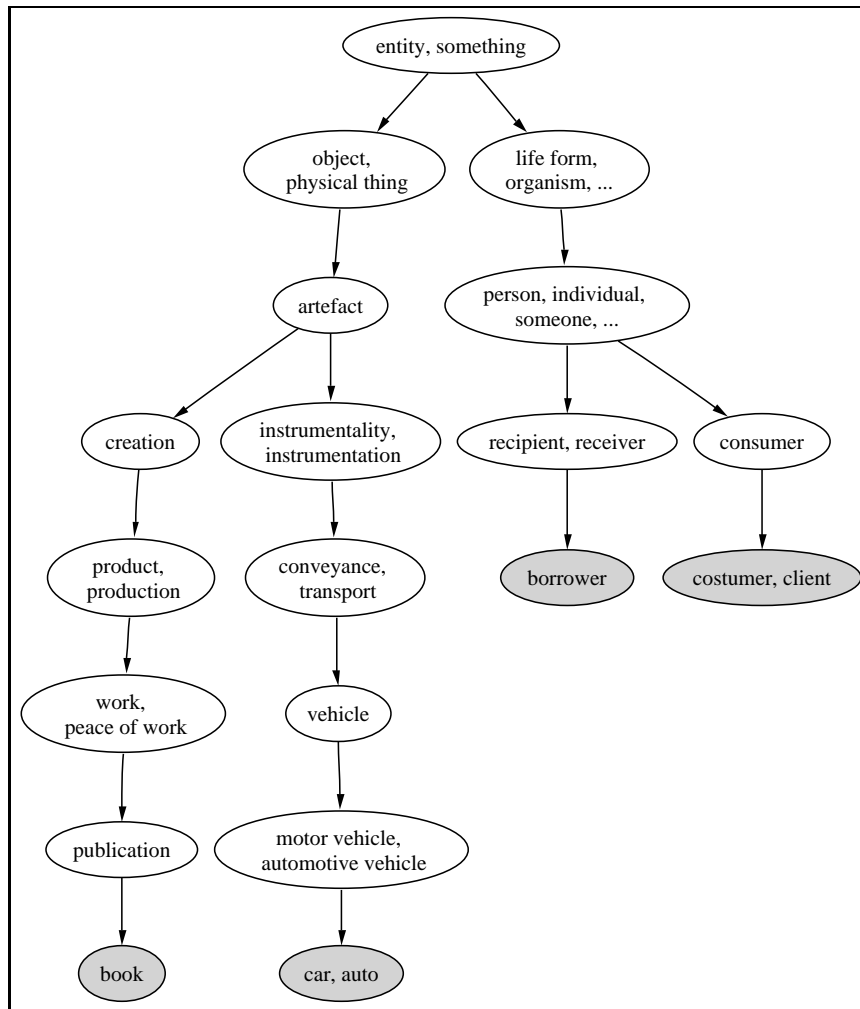 entity, something
object,
physical thing
life form,
organism, ...
artefact
person, individual,
someone, ...
creation
instrumentality,
instrumentation
recipient, receiver
consumer
product,
production
conveyance,
transport
borrower
costumer, client
work,
peace of work
vehicle
publication
motor vehicle,
automotive vehicle
book
car, auto